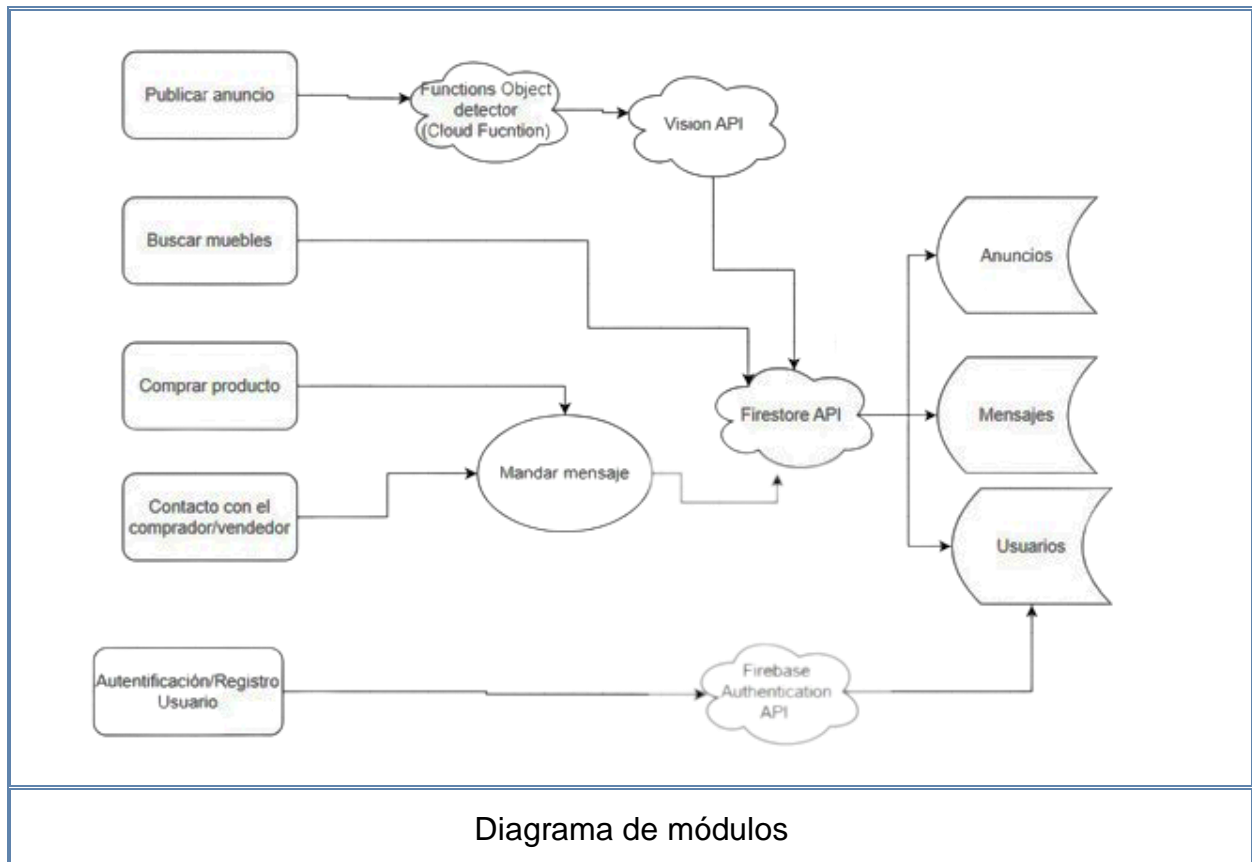 Publicar anuncio
Functions Object
detector
(Cloud Fucntion)
Vision API
Buscar muebles
Anuncios
Comprar producto
Firestore API
Mensajes
Mandar mensaje
Contacto con el
comprador/vendedor
Usuarios
Autentificación/Registro
Usuario
Firebase
Authentication
API
Diagrama de módulos